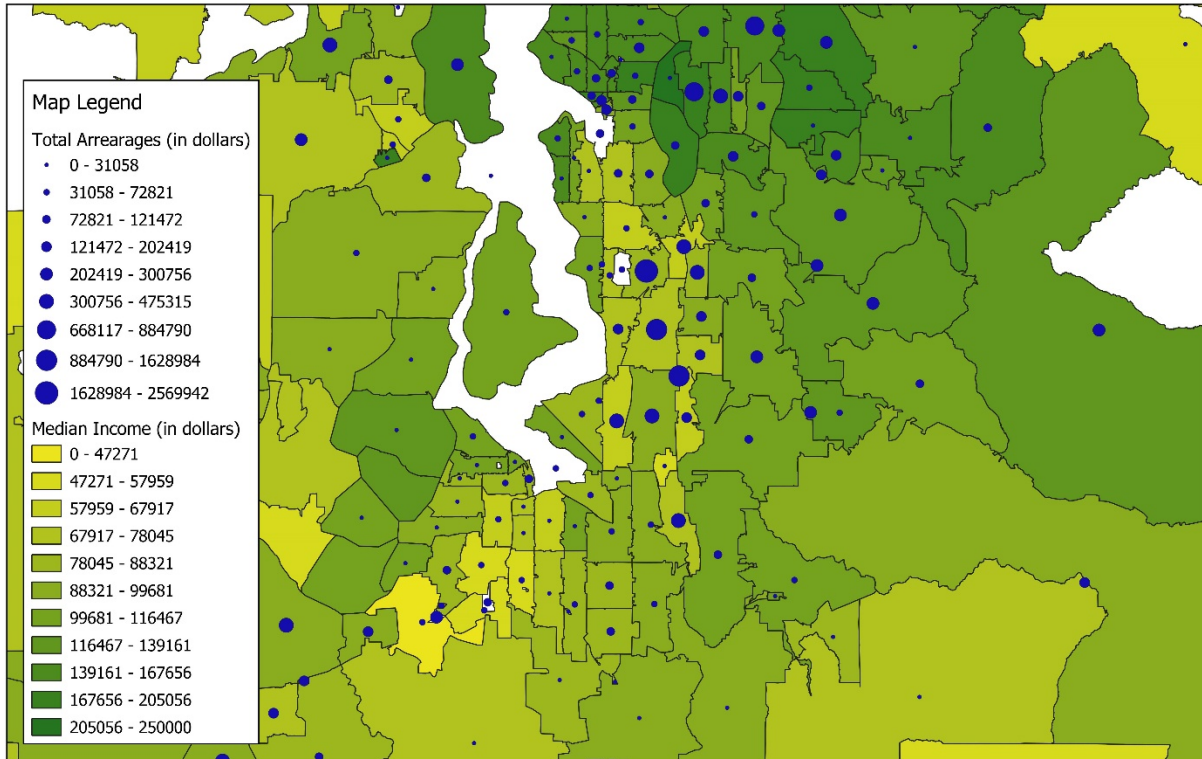 Map Legend
Total Arrearages (in dollars)
0 - 31058
31058 - 72821
72821 - 121472
121472 - 202419
202419 - 300756
300756 - 475315
668117 - 884790
884790 - 1628984
1628984 - 2569942
Median Income (in dollars)
0 - 47271
47271 - 57959
57959 - 67917
67917 - 78045
78045 - 88321
88321 - 99681
99681 - 116467
116467 - 139161
139161 - 167656
167656 - 205056
205056 - 250000